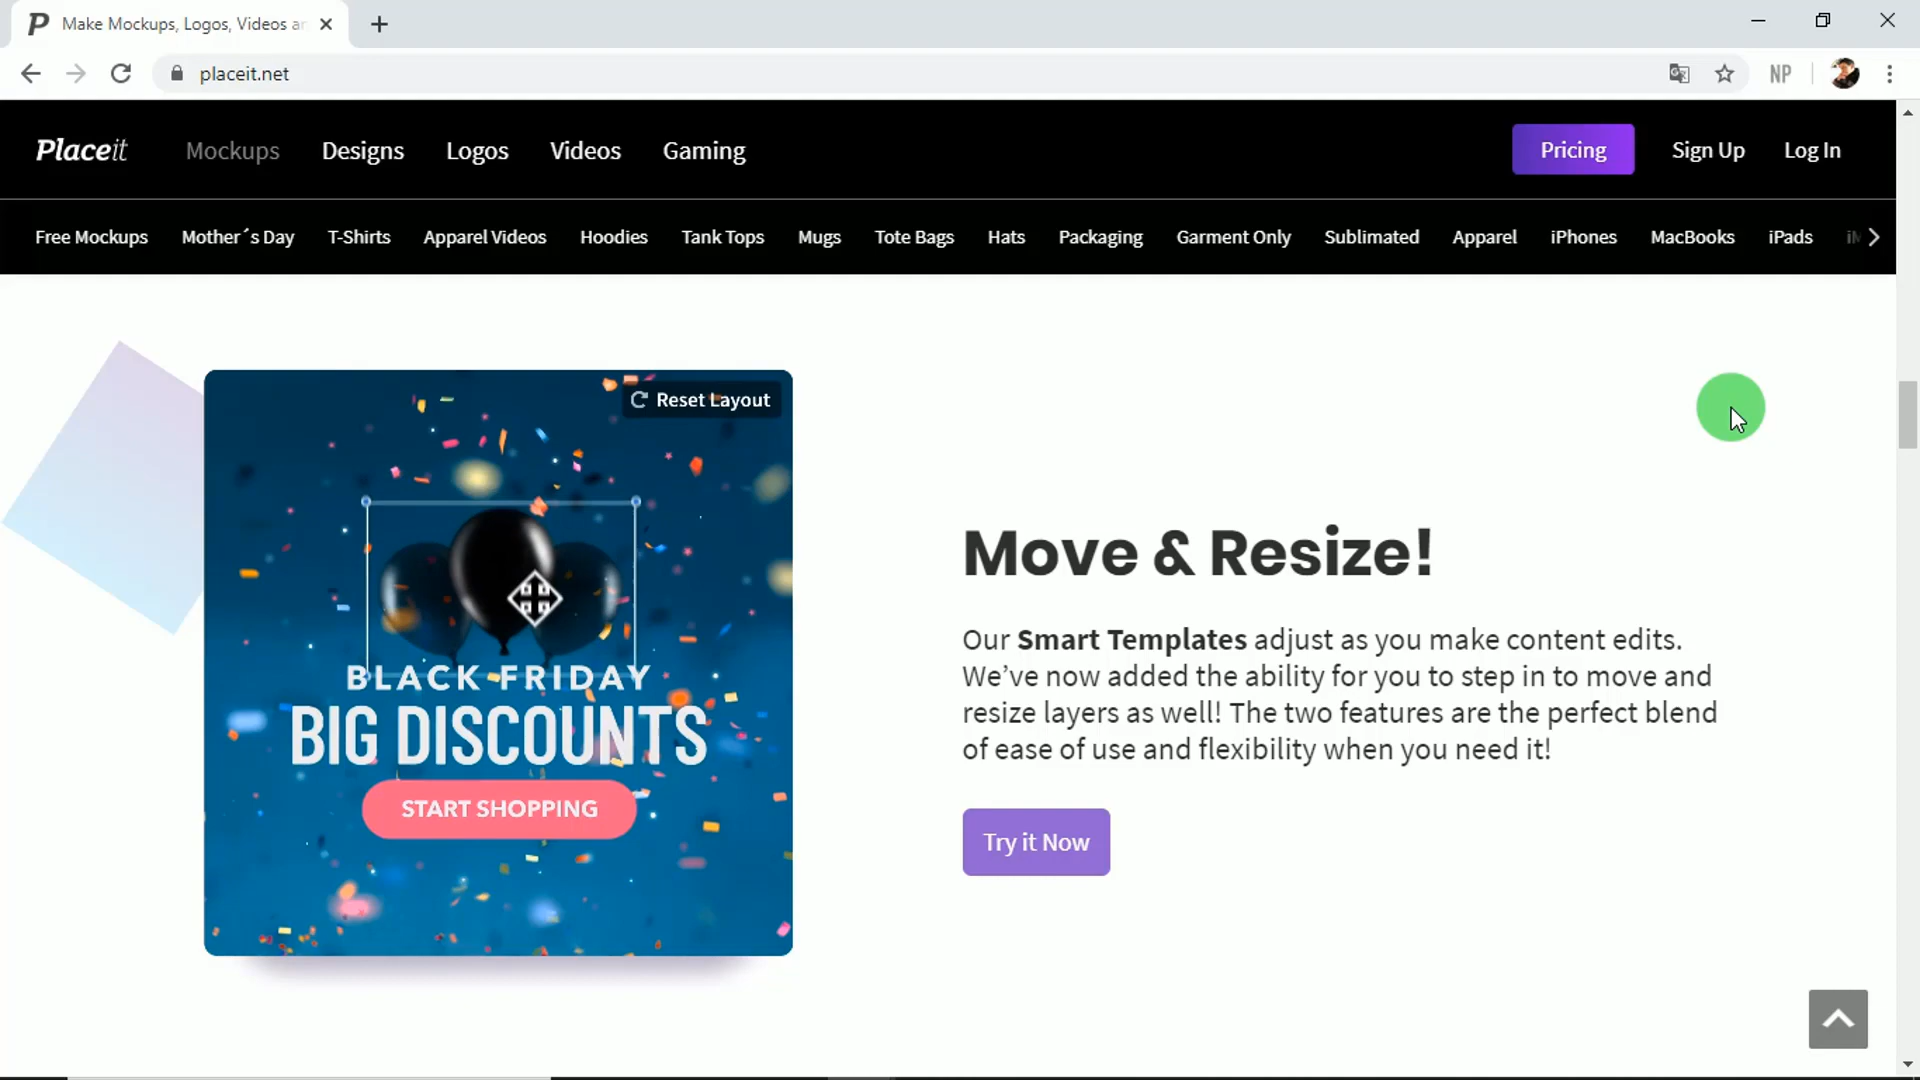 Make Mockups, Logos, Videos an
placeit.net
NP
Placeit
Mockups
Designs
Logos
Videos
Gaming
Pricing
Sign Up
Log In
Free Mockups
Mother´s Day
T-Shirts
Apparel Videos
Hoodies
Tank Tops
Mugs
Tote Bags
Hats
Packaging
Garment Only
Sublimated
Apparel
iPhones
MacBooks
iPads
Reset Layout
BLACK FRIDAY
BIG DISCOUNTS
START SHOPPING
Move & Resize!
Our Smart Templates adjust as you make content edits.
We’ve now added the ability for you to step in to move and
resize layers as well! The two features are the perfect blend
of ease of use and flexibility when you need it!
Try it Now